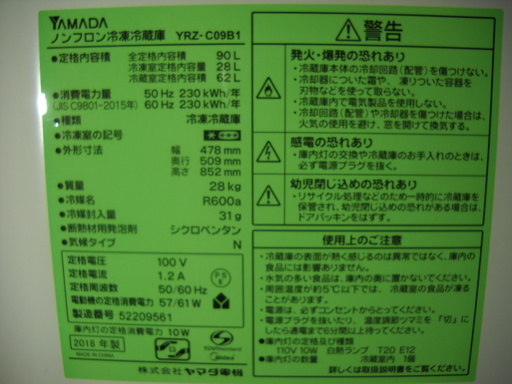 YAMADA
ノンフロン冷凍冷蔵庫 YRZ-C09B1
●定格内容積 全定格内容積 90 L
冷凍室定格内容量 28 L
冷蔵室定格内容積 62 L
●消費電力量 50 Hz 230 kWh/年
(JIS C9801-2015年) 60 Hz 230 kWh/年
●種類 冷凍冷蔵庫
●冷凍室の記号
●外形寸法 幅 478 mm
奥行 509 mm
高さ 852 mm
●質量 28 kg
●冷媒名 R600a
●冷媒封入量 31 g
●断熱材用発泡剤 シクロペンタン
●気候タイプ N
定格電圧 100 V
定格電流 1.2 A
定格周波数 50/60 Hz
電動機の定格消費電力 57/61 W
製造番号 52209561
庫内灯の定格消費電力 10W
2018 年製
MADE IN CHINA
Midea
株式会社 ヤマダ電機
警告
発火・爆発の恐れあり
・冷蔵庫本体の冷却回路(配管)を傷つけない。
・冷却器についた霜や、凍りついた容器を
刃物などを使って取らない。
・冷蔵庫内で電気製品を使用しない。
・冷却回路(配管)や冷却器を傷つけた場合は、
火気の使用を避け、窓を開けて換気する。
感電の恐れあり
・庫内灯の交換や冷蔵庫のお手入れのときは、
必ず電源プラグを抜く。
幼児閉じ込めの恐れあり
・リサイクル処理などのため一時的に冷蔵庫を
保管され、幼児閉じ込めの恐れがある場合は、
ドアパッキンをはずす。
使用上のご注意
・冷蔵庫の表面が熱く感じるのは異常ではなく、庫内の
食品には影響がありません。
・水気の多い食品は、庫内の奥に置かないでください。
・周囲温度が約5℃以下では、冷蔵室の食品が凍る
ことがあります。
・電源は、必ずコンセントからとってください。
・電源プラグを抜いたり、温度調節ツマミを「切」に
したら通電まで6分間以上待ってください。
●庫内灯の定格及び種類
110V 10W 白熱ランプ T20 E12
●庫内灯の数量 冷蔵室内 1個
詳しくは取扱説明書をご覧ください。